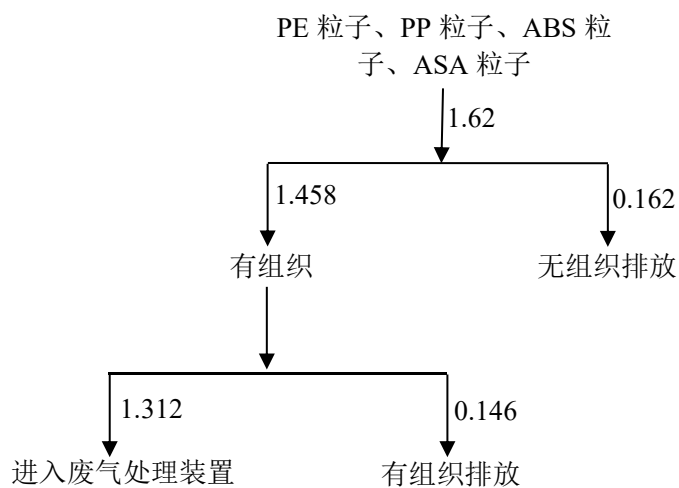 PE 粒子、PP 粒子、ABS 粒
子、ASA 粒子
1.62
1.458
0.162
有组织
无组织排放
1.312
0.146
进入废气处理装置
有组织排放